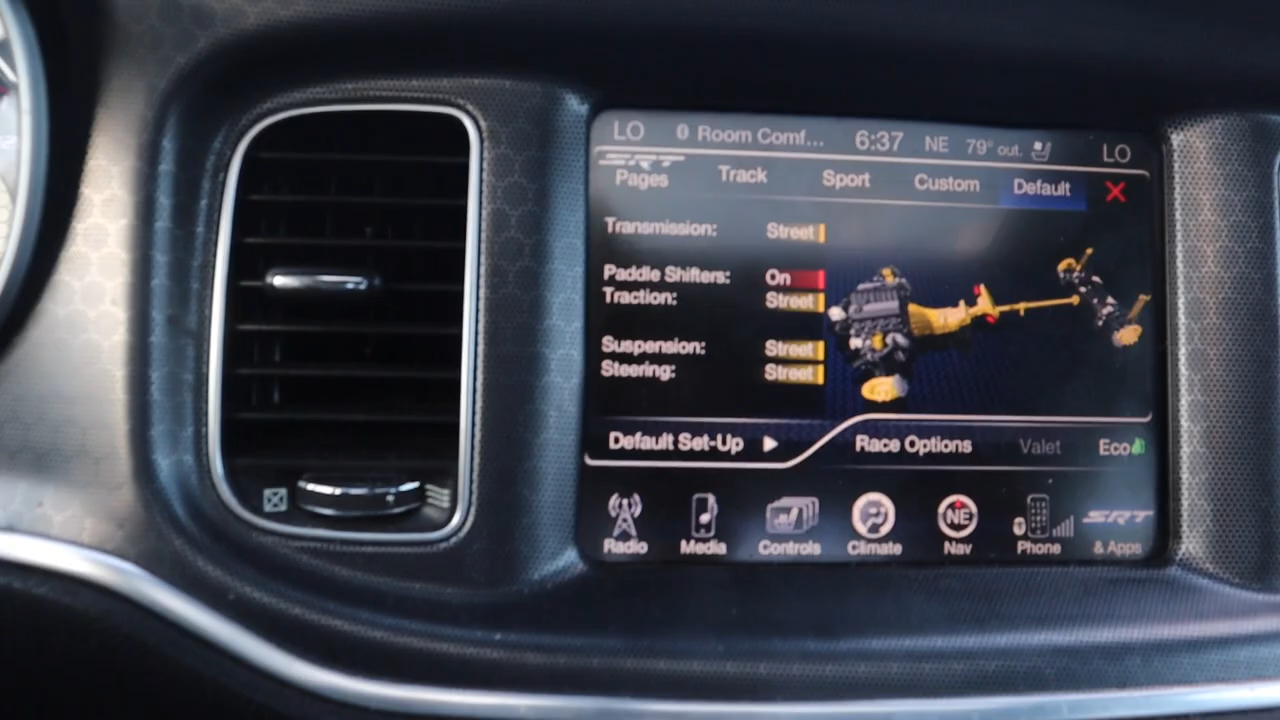 LO 0 Room Comf... 6:37 NE 79° out. LO
SRT
Pages Track Sport Custom Default X
Transmission: Street
Paddle Shifters: On
Traction: Street
Suspension: Street
Steering: Street
Default Set-Up Race Options Valet Eco
NE
SRT
Radio Media Controls Climate Nav Phone & Apps